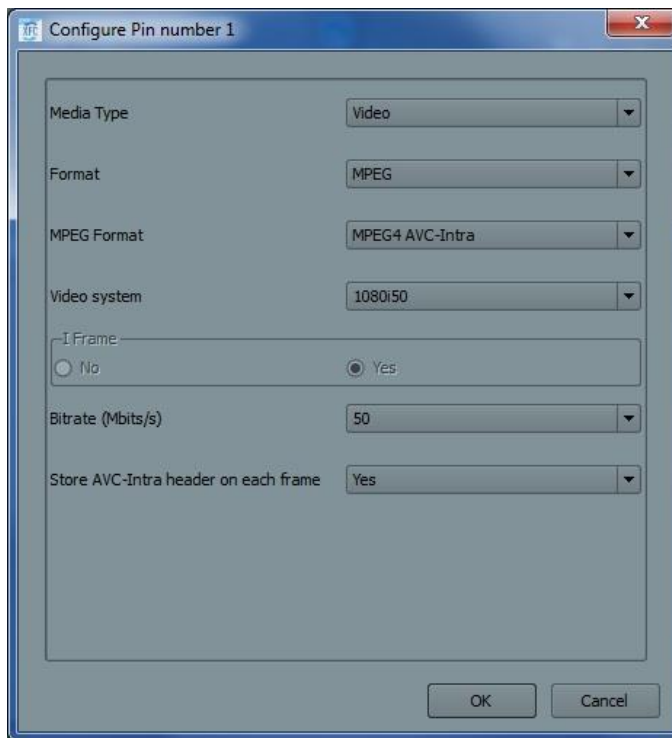 Configure Pin number 1
Media Type Video
Format MPEG
MPEG Format MPEG4 AVC-Intra
Video system 1080i50
I Frame
No Yes
Bitrate (Mbits/s) 50
Store AVC-Intra header on each frame Yes
OK Cancel